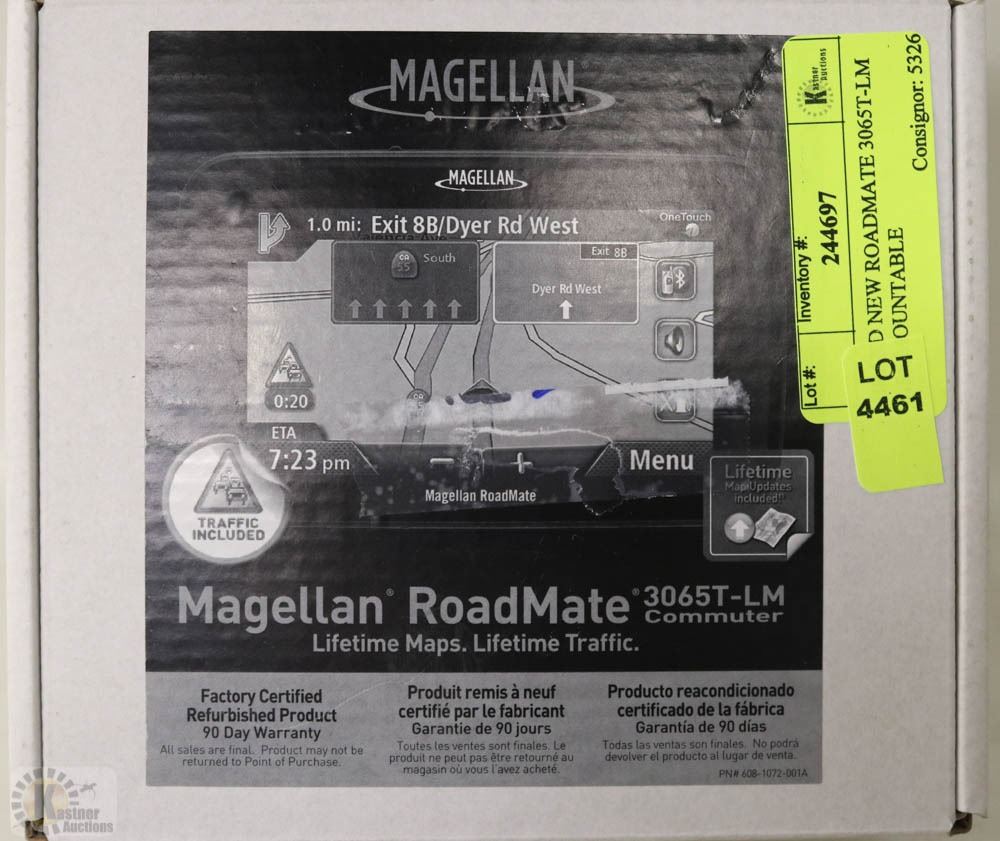 MAGELLAN
MAGELLAN
1.0 mi: Exit 8B/Dyer Rd West
OneTouch
CA
55
South
Exit 8B
Dyer Rd West
0:20
ETA
7:23 pm
Menu
Magellan RoadMate
TRAFFIC
INCLUDED
Lifetime
Map Updates
included!
Magellan® RoadMate® 3065T-LM
Commuter
Lifetime Maps. Lifetime Traffic.
Factory Certified
Refurbished Product
90 Day Warranty
All sales are final. Product may not be
returned to Point of Purchase.
Produit remis à neuf
certifié par le fabricant
Garantie de 90 jours
Toutes les ventes sont finales. Le
produit ne peut pas être retourné au
magasin où vous l'avez acheté.
Producto reacondicionado
certificado de la fábrica
Garantía de 90 días
Todas las ventas son finales. No podrá
devolver el producto al lugar de venta.
PN# 608-1072-001A
Kastner
Auctions
Lot #:
Inventory #:
244697
D NEW ROADMATE 3065T-LM
OUNTABLE
Consignor: 5326
LOT
4461
Kastner
Auctions